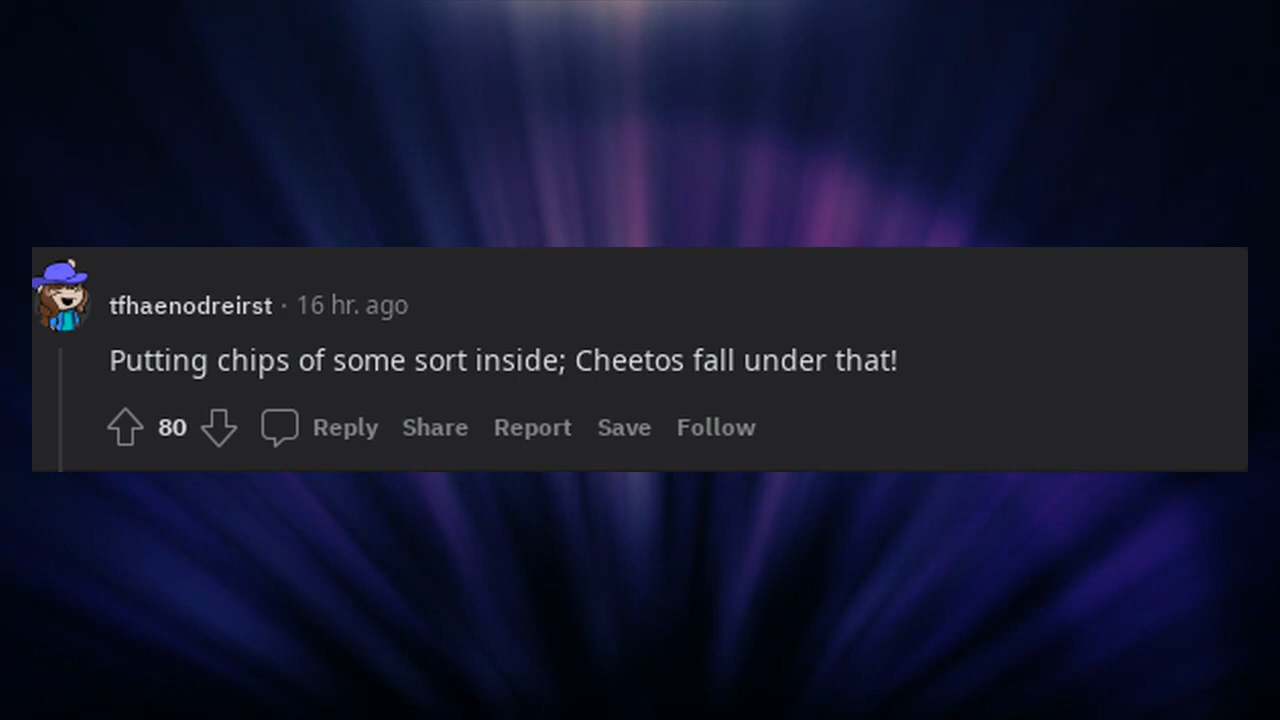 tfhaenodreirst · 16 hr. ago
Putting chips of some sort inside; Cheetos fall under that!
80 Reply Share Report Save Follow